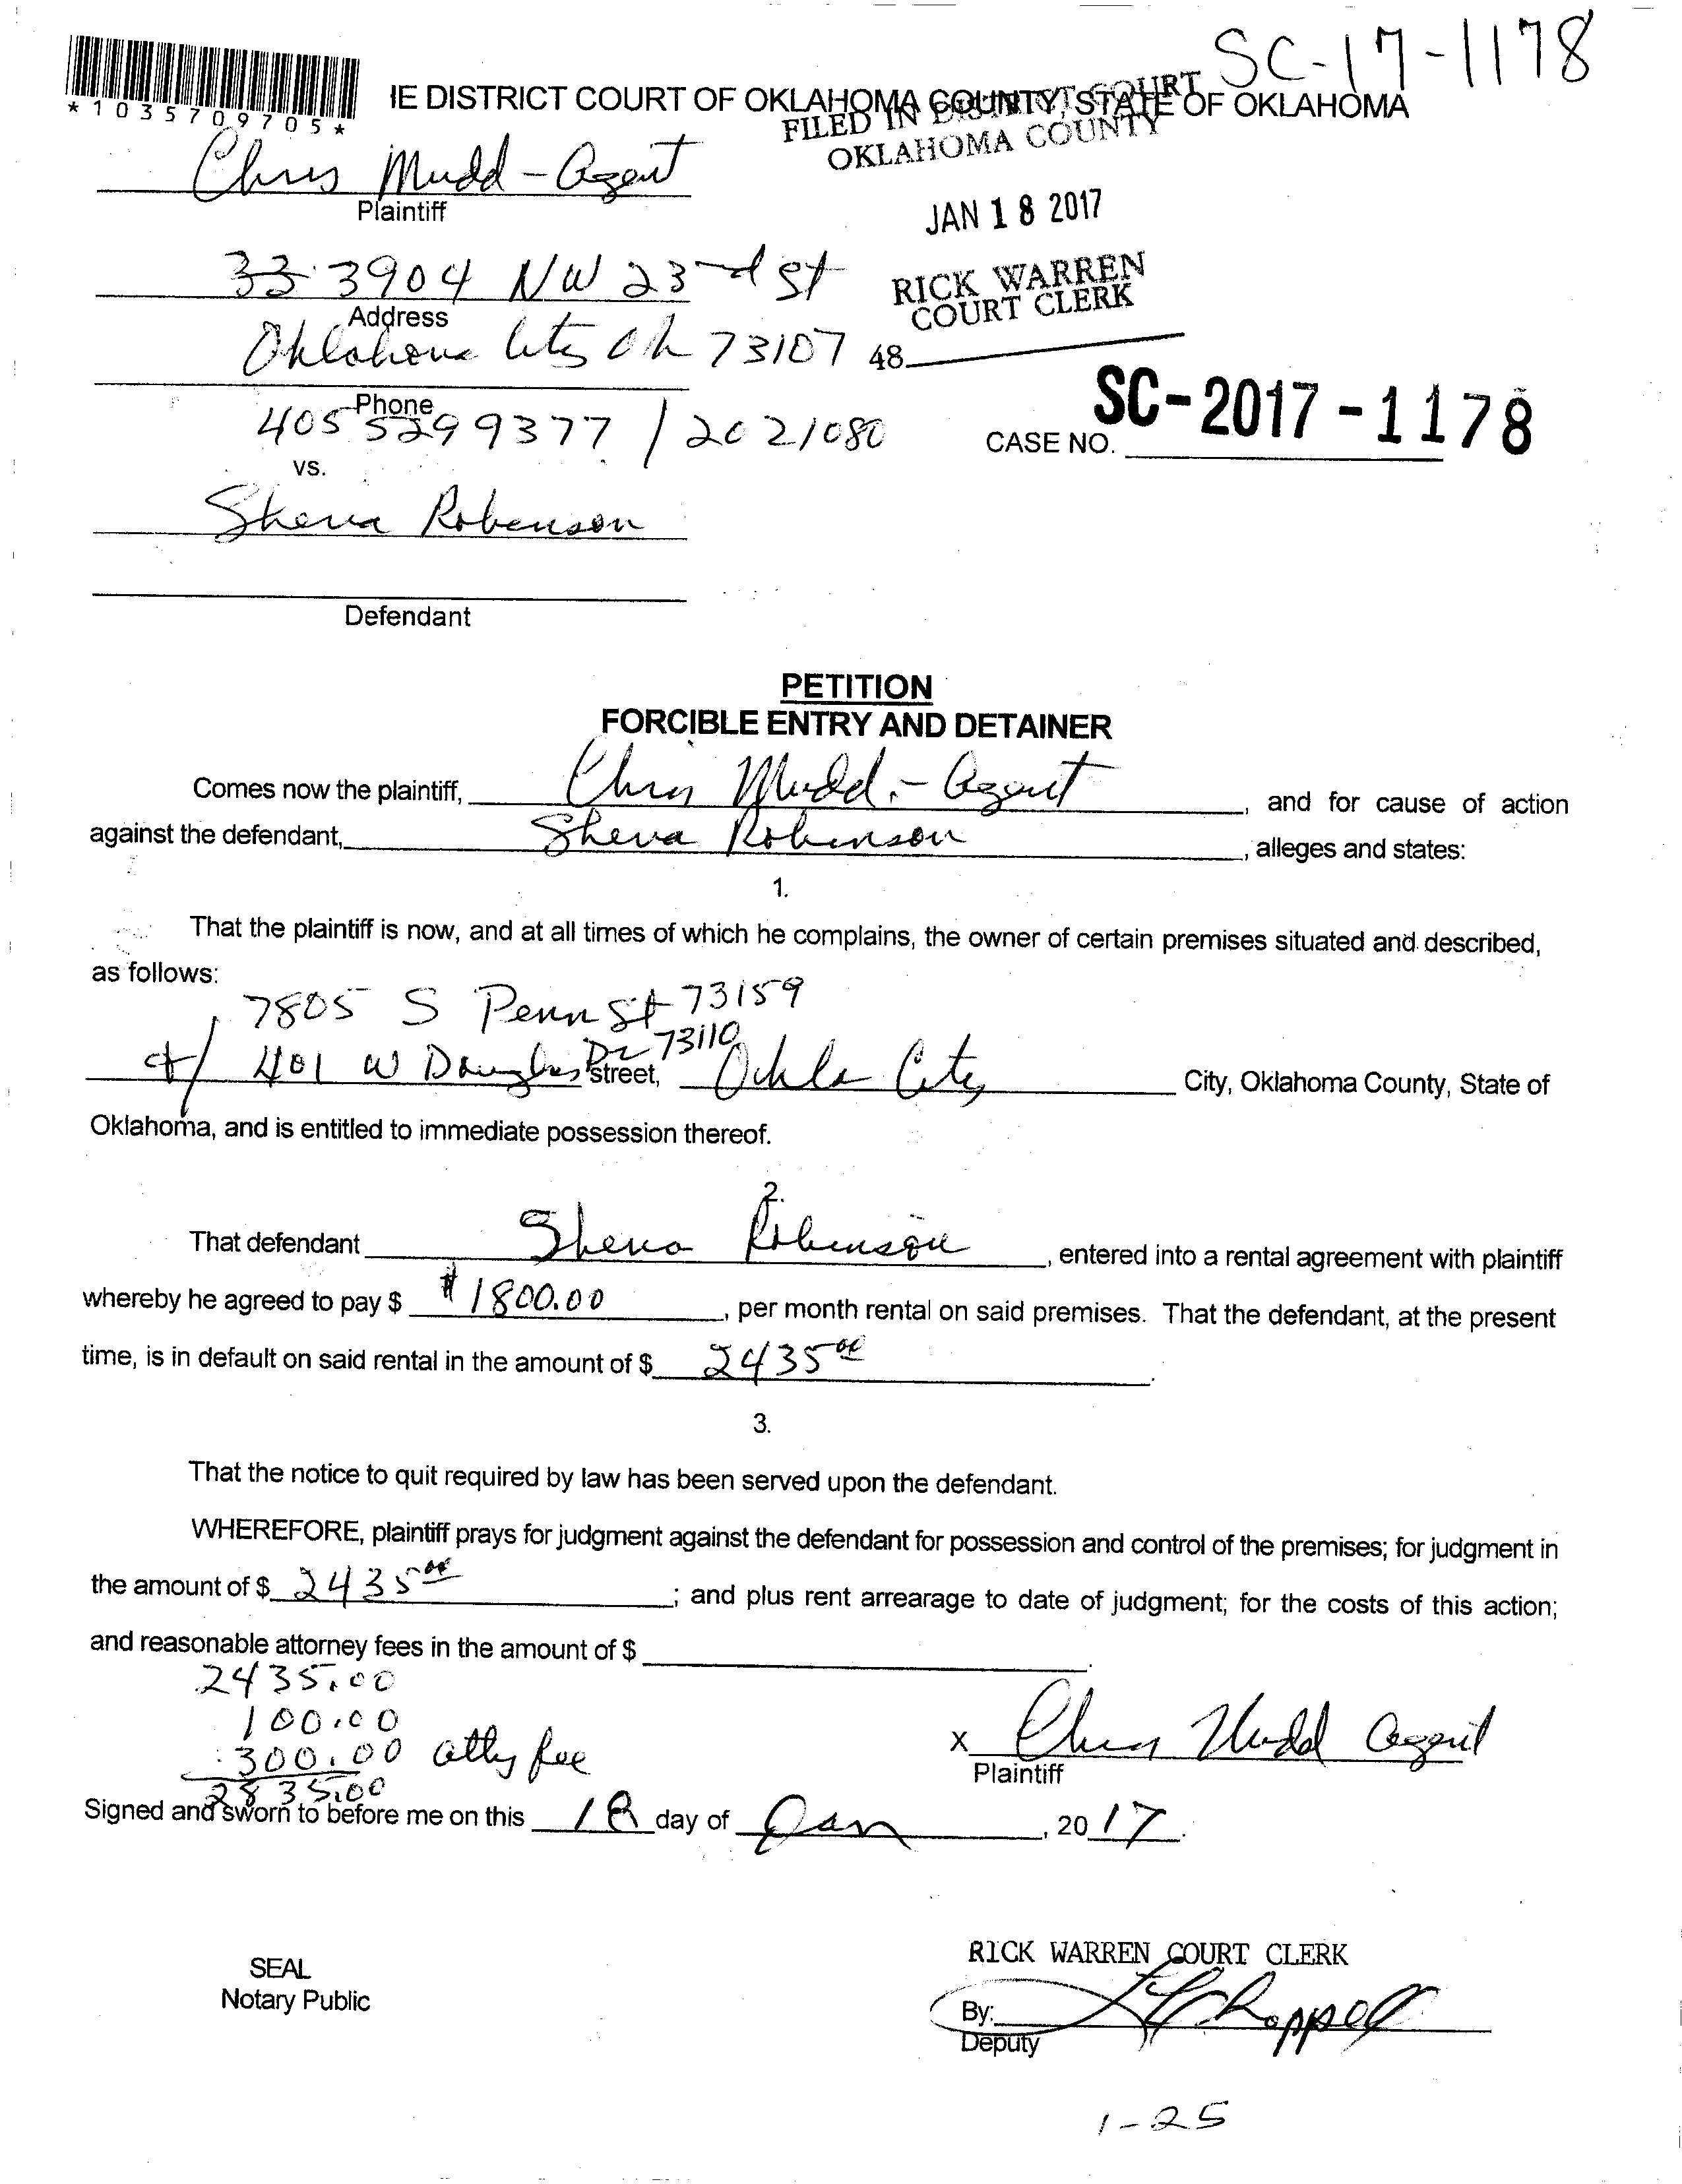 SC-17-1178
*1035709705*
IE DISTRICT COURT OF OKLAHOMA COUNTY, STATE OF OKLAHOMA
FILED IN DISTRICT COURT
OKLAHOMA COUNTY
Chris Mudd - Agent
Plaintiff
JAN 18 2017
33 3904 NW 23rd St
Address
RICK WARREN
COURT CLERK
Oklahoma City Ok 73107
48
Phone
405 5299377 / 2021080
SC-2017-1178
CASE NO.
vs.
Shena Robenson
Defendant
PETITION
FORCIBLE ENTRY AND DETAINER
Comes now the plaintiff, Chris Mudd - Agent, and for cause of action
against the defendant, Shena Robinson, alleges and states:
1.
That the plaintiff is now, and at all times of which he complains, the owner of certain premises situated and described,
as follows:
7805 S Penn St 73159
401 W Douglas Dr 73110 street, Okla City City, Oklahoma County, State of
Oklahoma, and is entitled to immediate possession thereof.
2.
That defendant Shena Robinson, entered into a rental agreement with plaintiff
whereby he agreed to pay $ $1800.00, per month rental on said premises. That the defendant, at the present
time, is in default on said rental in the amount of $ 2435 00.
3.
That the notice to quit required by law has been served upon the defendant.
WHEREFORE, plaintiff prays for judgment against the defendant for possession and control of the premises; for judgment in
the amount of $ 2435 00; and plus rent arrearage to date of judgment; for the costs of this action;
and reasonable attorney fees in the amount of $
2435.00
100.00
300.00 atty fee
2835.00
x Chris Mudd agent
Plaintiff
Signed and sworn to before me on this 18 day of Jan, 2017.
SEAL
Notary Public
RICK WARREN COURT CLERK
By: Chappell
Deputy
1-25